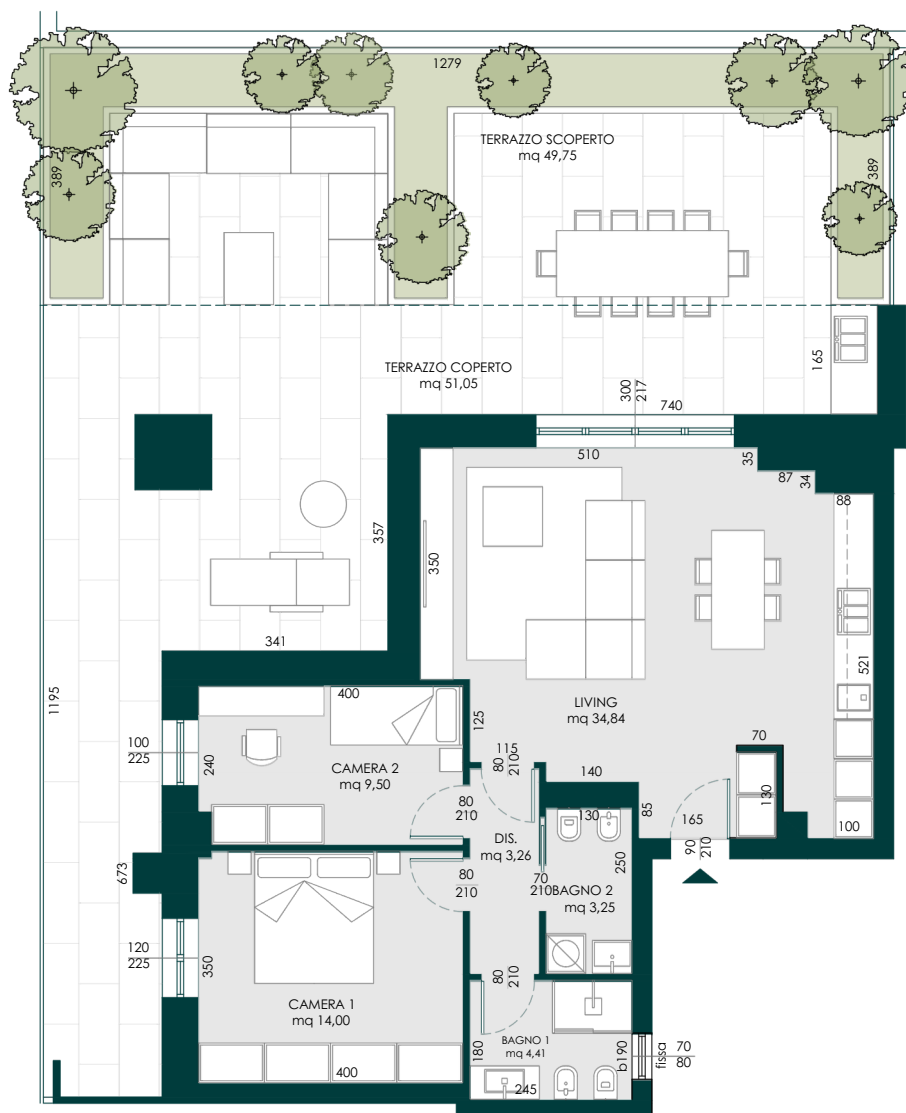 1279
TERRAZZO SCOPERTO
mq 49,75
389
389
TERRAZZO COPERTO
mq 51,05
165
300
217
740
510
35
87
34
88
357
350
341
521
1195
LIVING
mq 34,84
400
125
100
225
240
CAMERA 2
mq 9,50
115
80
210
140
70
130
80
210
130
85
165
100
DIS.
mq 3,26
90
210
250
673
80
210
70
210
BAGNO 2
mq 3,25
120
225
350
80
210
CAMERA 1
mq 14,00
BAGNO 1
mq 4,41
180
b190
fissa
70
80
400
245